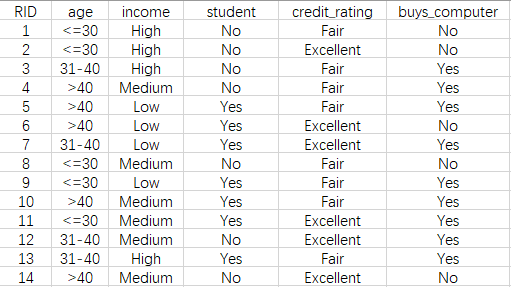 RID age income student credit_rating buys_computer
1 <=30 High No Fair No
2 <=30 High No Excellent No
3 31-40 High No Fair Yes
4 >40 Medium No Fair Yes
5 >40 Low Yes Fair Yes
6 >40 Low Yes Excellent No
7 31-40 Low Yes Excellent Yes
8 <=30 Medium No Fair No
9 <=30 Low Yes Fair Yes
10 >40 Medium Yes Fair Yes
11 <=30 Medium Yes Excellent Yes
12 31-40 Medium No Excellent Yes
13 31-40 High Yes Fair Yes
14 >40 Medium No Excellent No